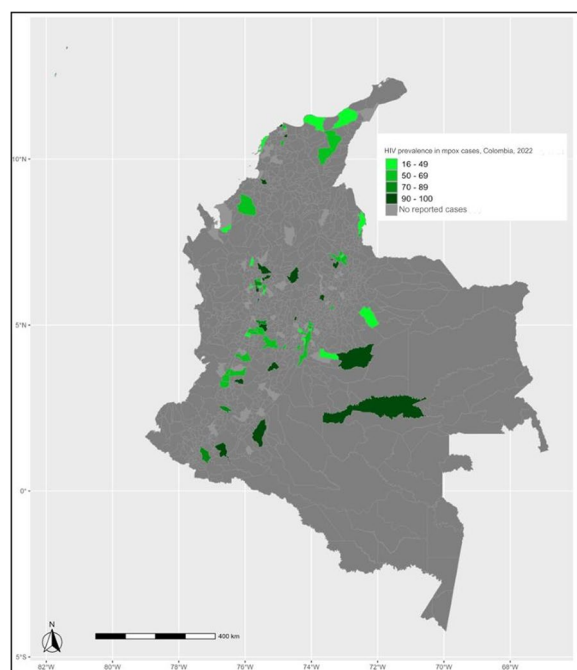 HIV prevalence in mpox cases, Colombia, 2022
16 - 49
50 - 69
70 - 89
90 - 100
No reported cases
10°N
5°N
0°
5°S
N
400 km
82°W
80°W
78°W
76°W
74°W
72°W
70°W
68°W